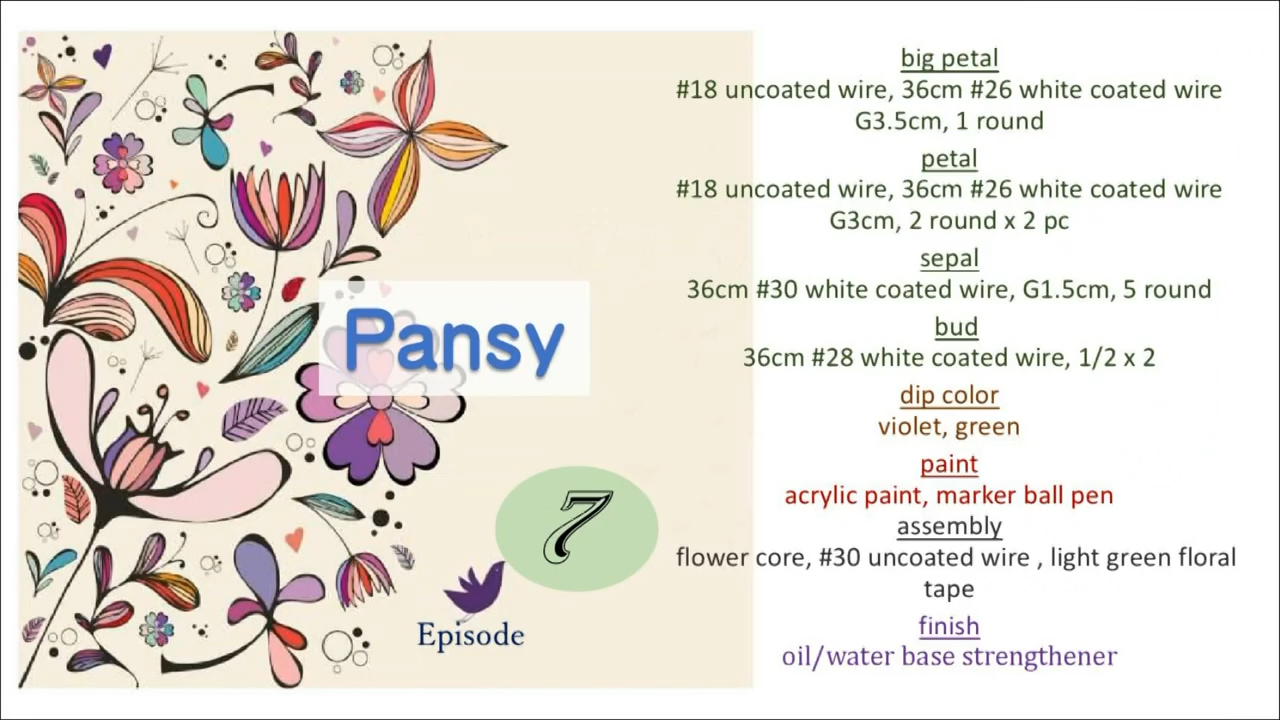 Pansy
7
Episode
big petal
#18 uncoated wire, 36cm #26 white coated wire
G3.5cm, 1 round
petal
#18 uncoated wire, 36cm #26 white coated wire
G3cm, 2 round x 2 pc
sepal
36cm #30 white coated wire, G1.5cm, 5 round
bud
36cm #28 white coated wire, 1/2 x 2
dip color
violet, green
paint
acrylic paint, marker ball pen
assembly
flower core, #30 uncoated wire , light green floral
tape
finish
oil/water base strengthener